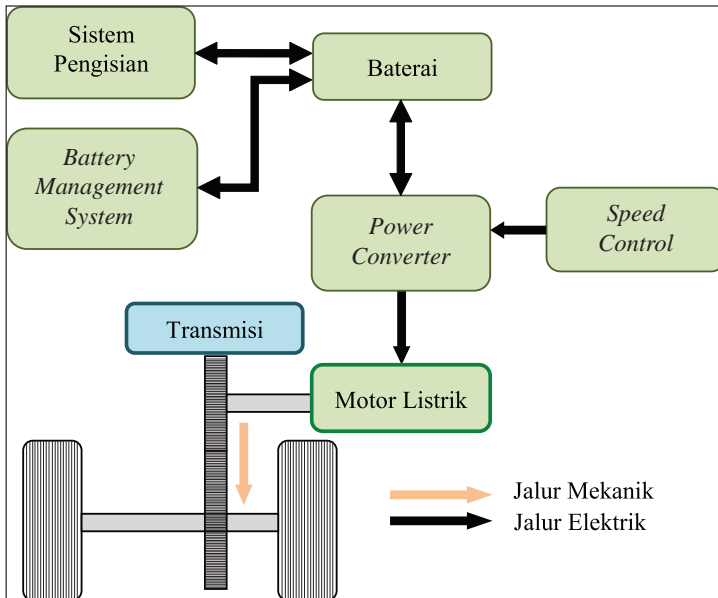 Sistem
Pengisian
Baterai
Battery
Management
System
Power
Converter
Speed
Control
Transmisi
Motor Listrik
Jalur Mekanik
Jalur Elektrik